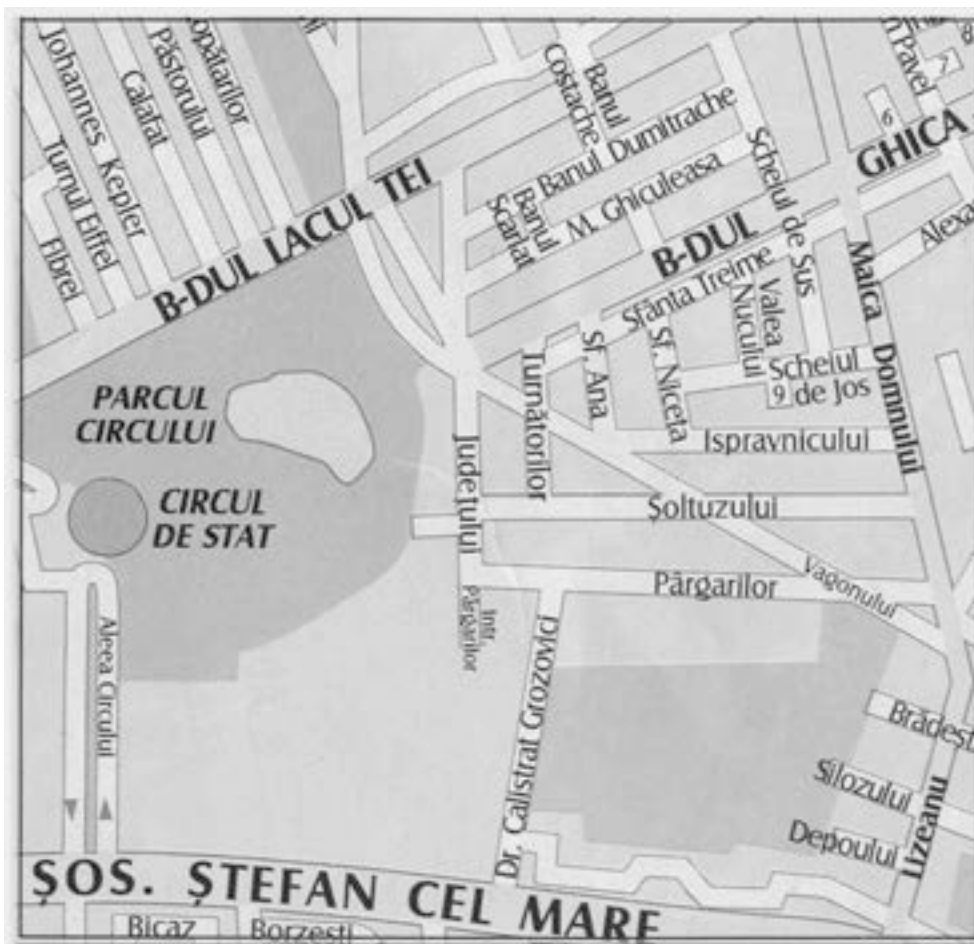 Johannes Kepler
Turnul Eiffel
Fibrei
Calafat
Păstorului
B-DUL LACUL TEI
Banul
Costache
Banul Dumitrache
M. Ghiculeasa
Banul
Scarlat
Scheiul de Sus
B-DUL GHICA
Pavel
7
6
8
Alexa
Sfânta Treime
Maica Domnului
Valea
Nucului
Scheiul
de Jos
9
Sf. Ana
Sf. Niceta
Turnătorilor
Ispravnicului
Județului
Șoltuzului
Pârgarilor
Vagonului
Intr.
Pârgarilor
PARCUL
CIRCULUI
CIRCUL
DE STAT
Aleea Circului
Dr. Calistrat Grozovici
Brădești
Silozului
Depoului
Lizeanu
ȘOS. ȘTEFAN CEL MARE
Bicaz
Borzești